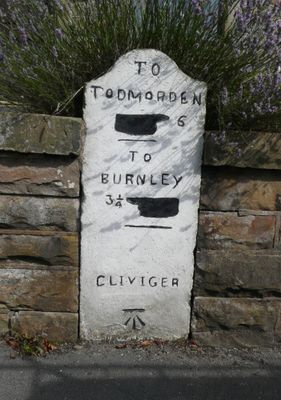 TO
TODMORDEN
6
TO
BURNLEY
3¼
CLIVIGER